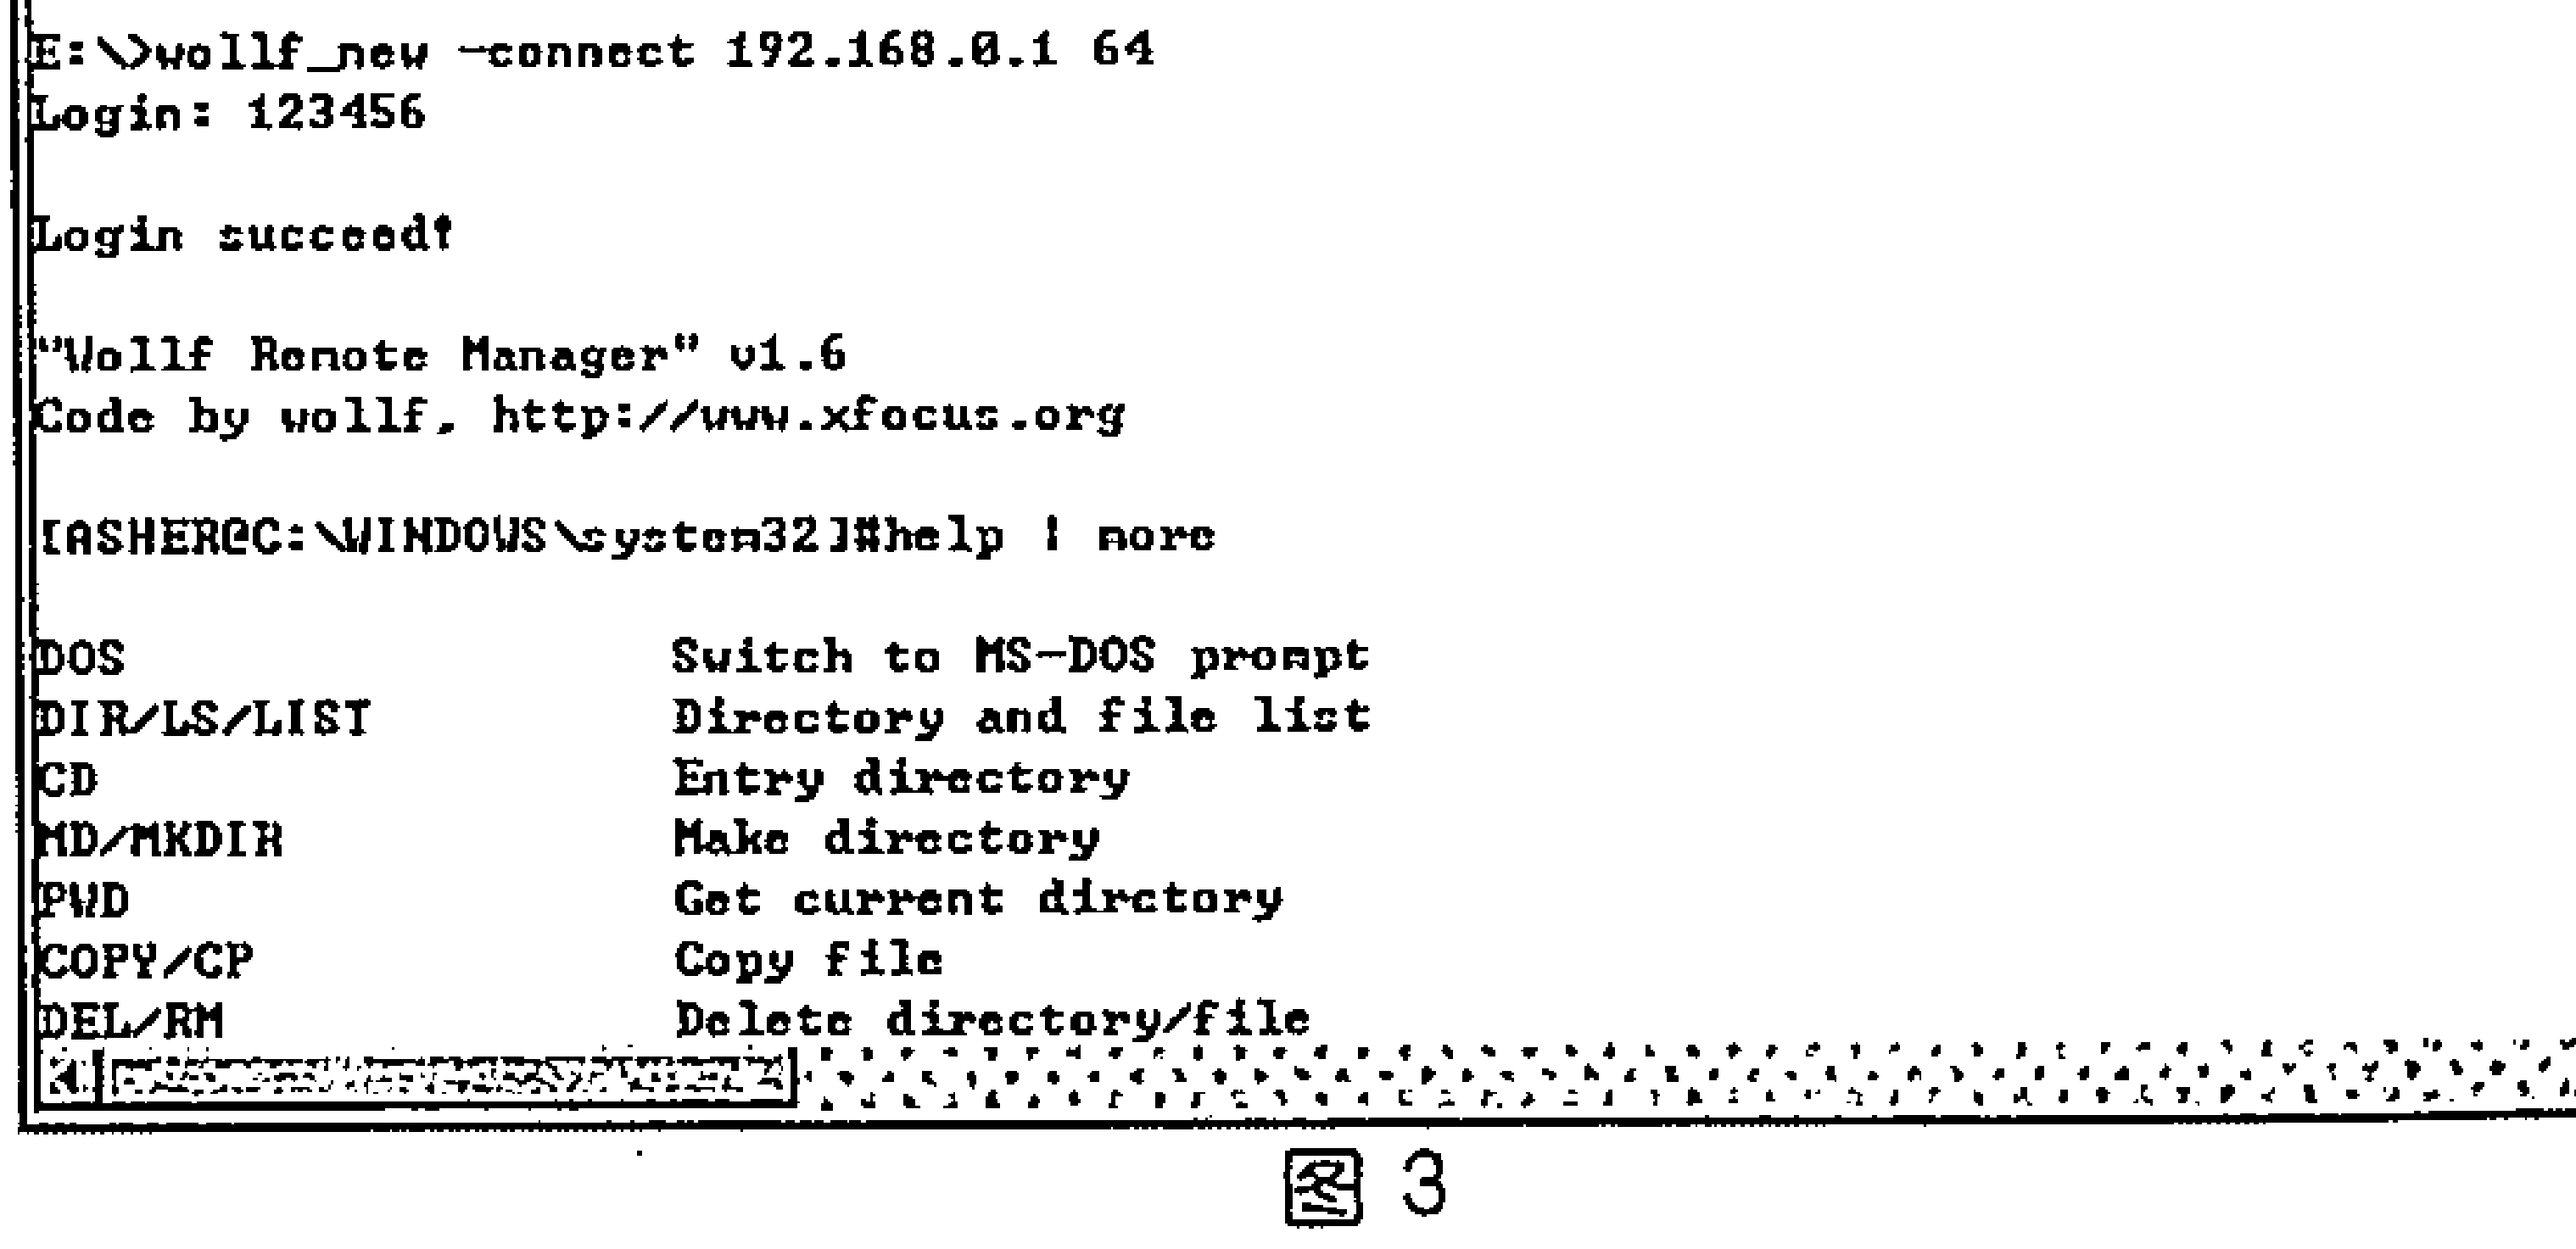 E:\>wollf_new -connect 192.168.0.1 64
Login: 123456
Login succeed!
"Wollf Remote Manager" v1.6
Code by wollf, http://www.xfocus.org
[ASHER@C:\WINDOWS\system32]#help | more
DOS Switch to MS-DOS prompt
DIR/LS/LIST Directory and file list
CD Entry directory
MD/MKDIR Make directory
PWD Get current dirctory
COPY/CP Copy file
DEL/RM Delete directory/file
图 3